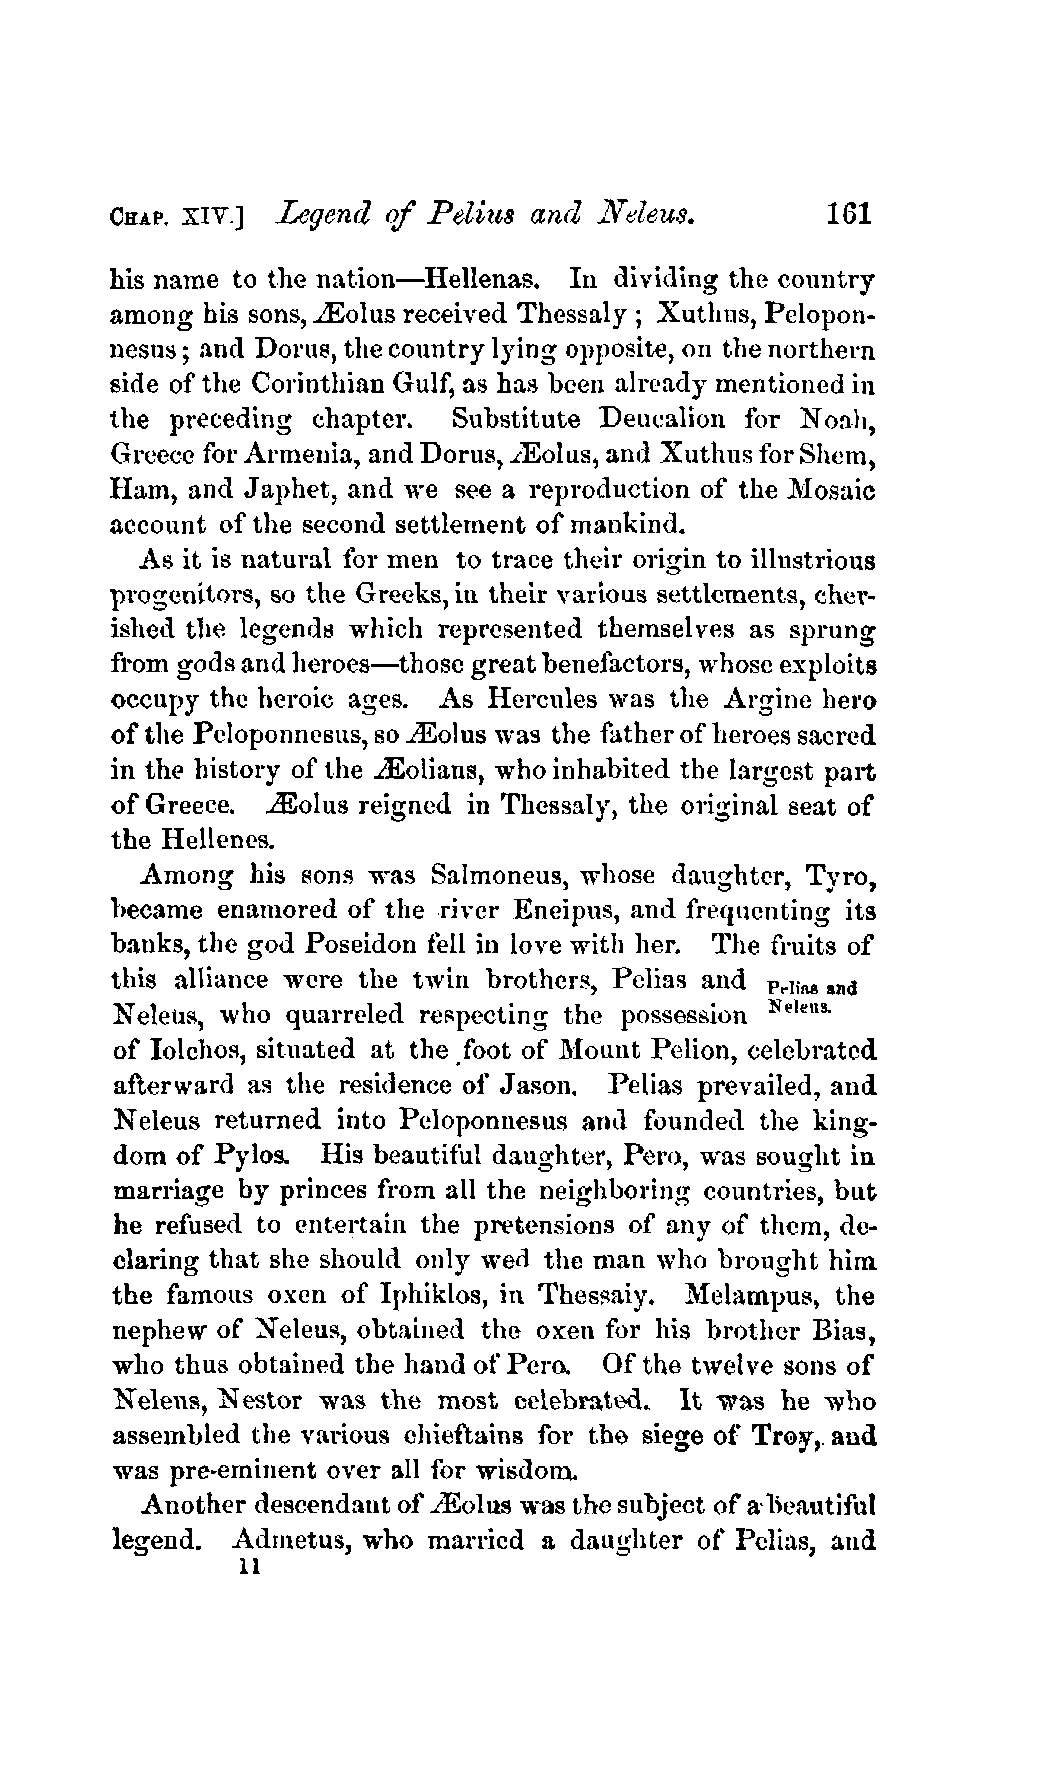 CHAP. XIV.] Legend of Pelius and Neleus. 161
his name to the nation—Hellenas. In dividing the country
among his sons, Æolus received Thessaly ; Xuthus, Pelopon-
nesus ; and Dorus, the country lying opposite, on the northern
side of the Corinthian Gulf, as has been already mentioned in
the preceding chapter. Substitute Deucalion for Noah,
Greece for Armenia, and Dorus, Æolus, and Xuthus for Shem,
Ham, and Japhet, and we see a reproduction of the Mosaic
account of the second settlement of mankind.
As it is natural for men to trace their origin to illustrious
progenitors, so the Greeks, in their various settlements, cher-
ished the legends which represented themselves as sprung
from gods and heroes—those great benefactors, whose exploits
occupy the heroic ages. As Hercules was the Argine hero
of the Peloponnesus, so Æolus was the father of heroes sacred
in the history of the Æolians, who inhabited the largest part
of Greece. Æolus reigned in Thessaly, the original seat of
the Hellenes.
Among his sons was Salmoneus, whose daughter, Tyro,
became enamored of the river Eneipus, and frequenting its
banks, the god Poseidon fell in love with her. The fruits of
this alliance were the twin brothers, Pelias and
Neleus, who quarreled respecting the possession
Pelias and
Neleus.
of Iolchos, situated at the foot of Mount Pelion, celebrated
afterward as the residence of Jason. Pelias prevailed, and
Neleus returned into Peloponnesus and founded the king-
dom of Pylos. His beautiful daughter, Pero, was sought in
marriage by princes from all the neighboring countries, but
he refused to entertain the pretensions of any of them, de-
claring that she should only wed the man who brought him
the famous oxen of Iphiklos, in Thessaiy. Melampus, the
nephew of Neleus, obtained the oxen for his brother Bias,
who thus obtained the hand of Pero. Of the twelve sons of
Neleus, Nestor was the most celebrated. It was he who
assembled the various chieftains for the siege of Troy, and
was pre-eminent over all for wisdom.
Another descendant of Æolus was the subject of a beautiful
legend. Admetus, who married a daughter of Pelias, and
11